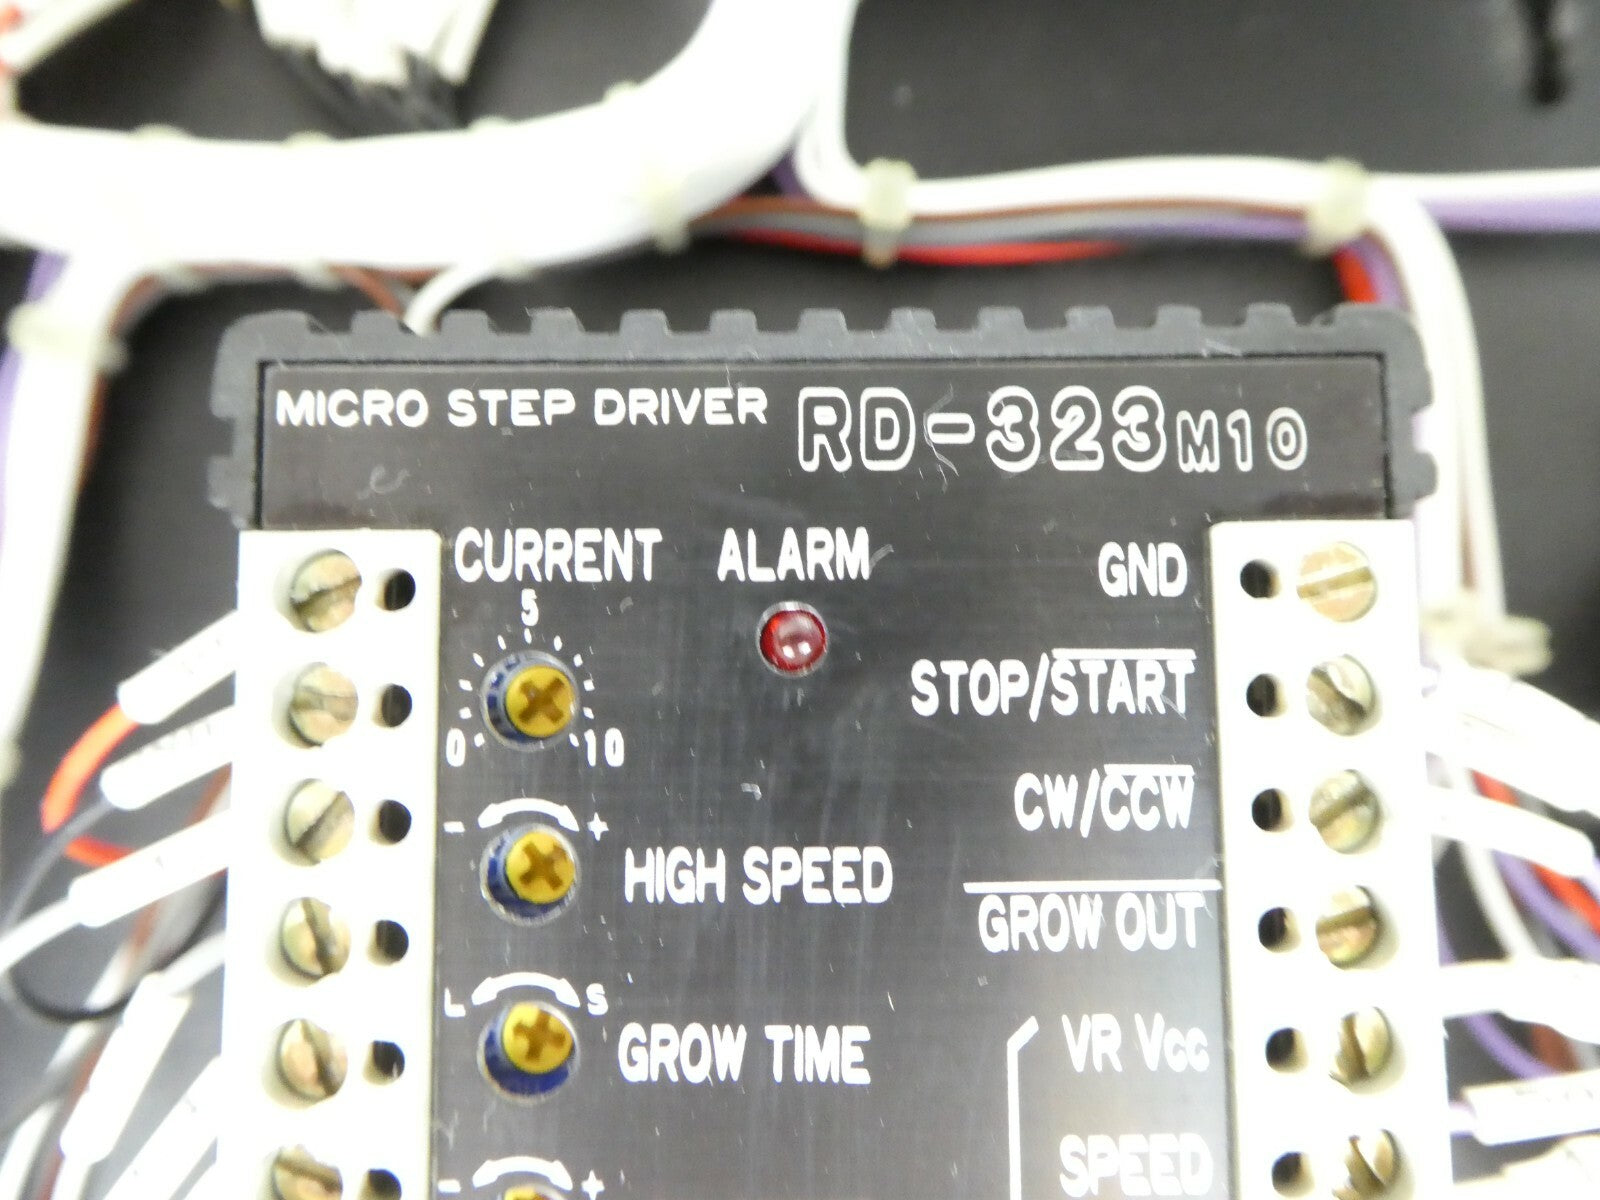 MICRO STEP DRIVER RD-323M10
CURRENT
5
0 10
ALARM
- +
HIGH SPEED
L S
GROW TIME
- +
GND
STOP/START
CW/CCW
GROW OUT
VR Vcc
SPEED